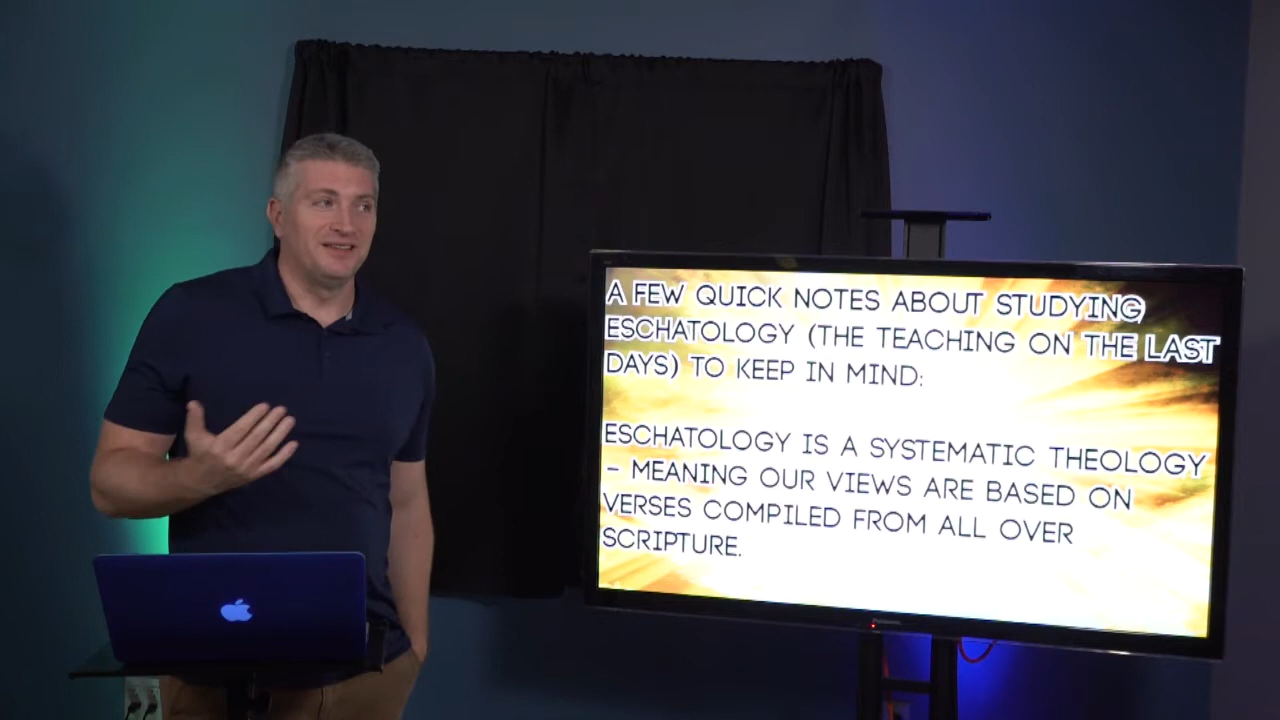 A FEW QUICK NOTES ABOUT STUDYING
ESCHATOLOGY (THE TEACHING ON THE LAST
DAYS) TO KEEP IN MIND:
ESCHATOLOGY IS A SYSTEMATIC THEOLOGY
– MEANING OUR VIEWS ARE BASED ON
VERSES COMPILED FROM ALL OVER
SCRIPTURE.